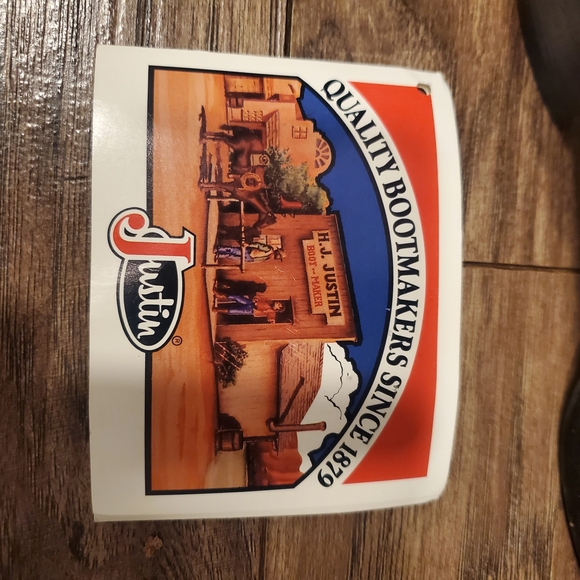 QUALITY BOOTMAKERS SINCE 1879
H.J. JUSTIN
BOOT -- MAKER
Justin®